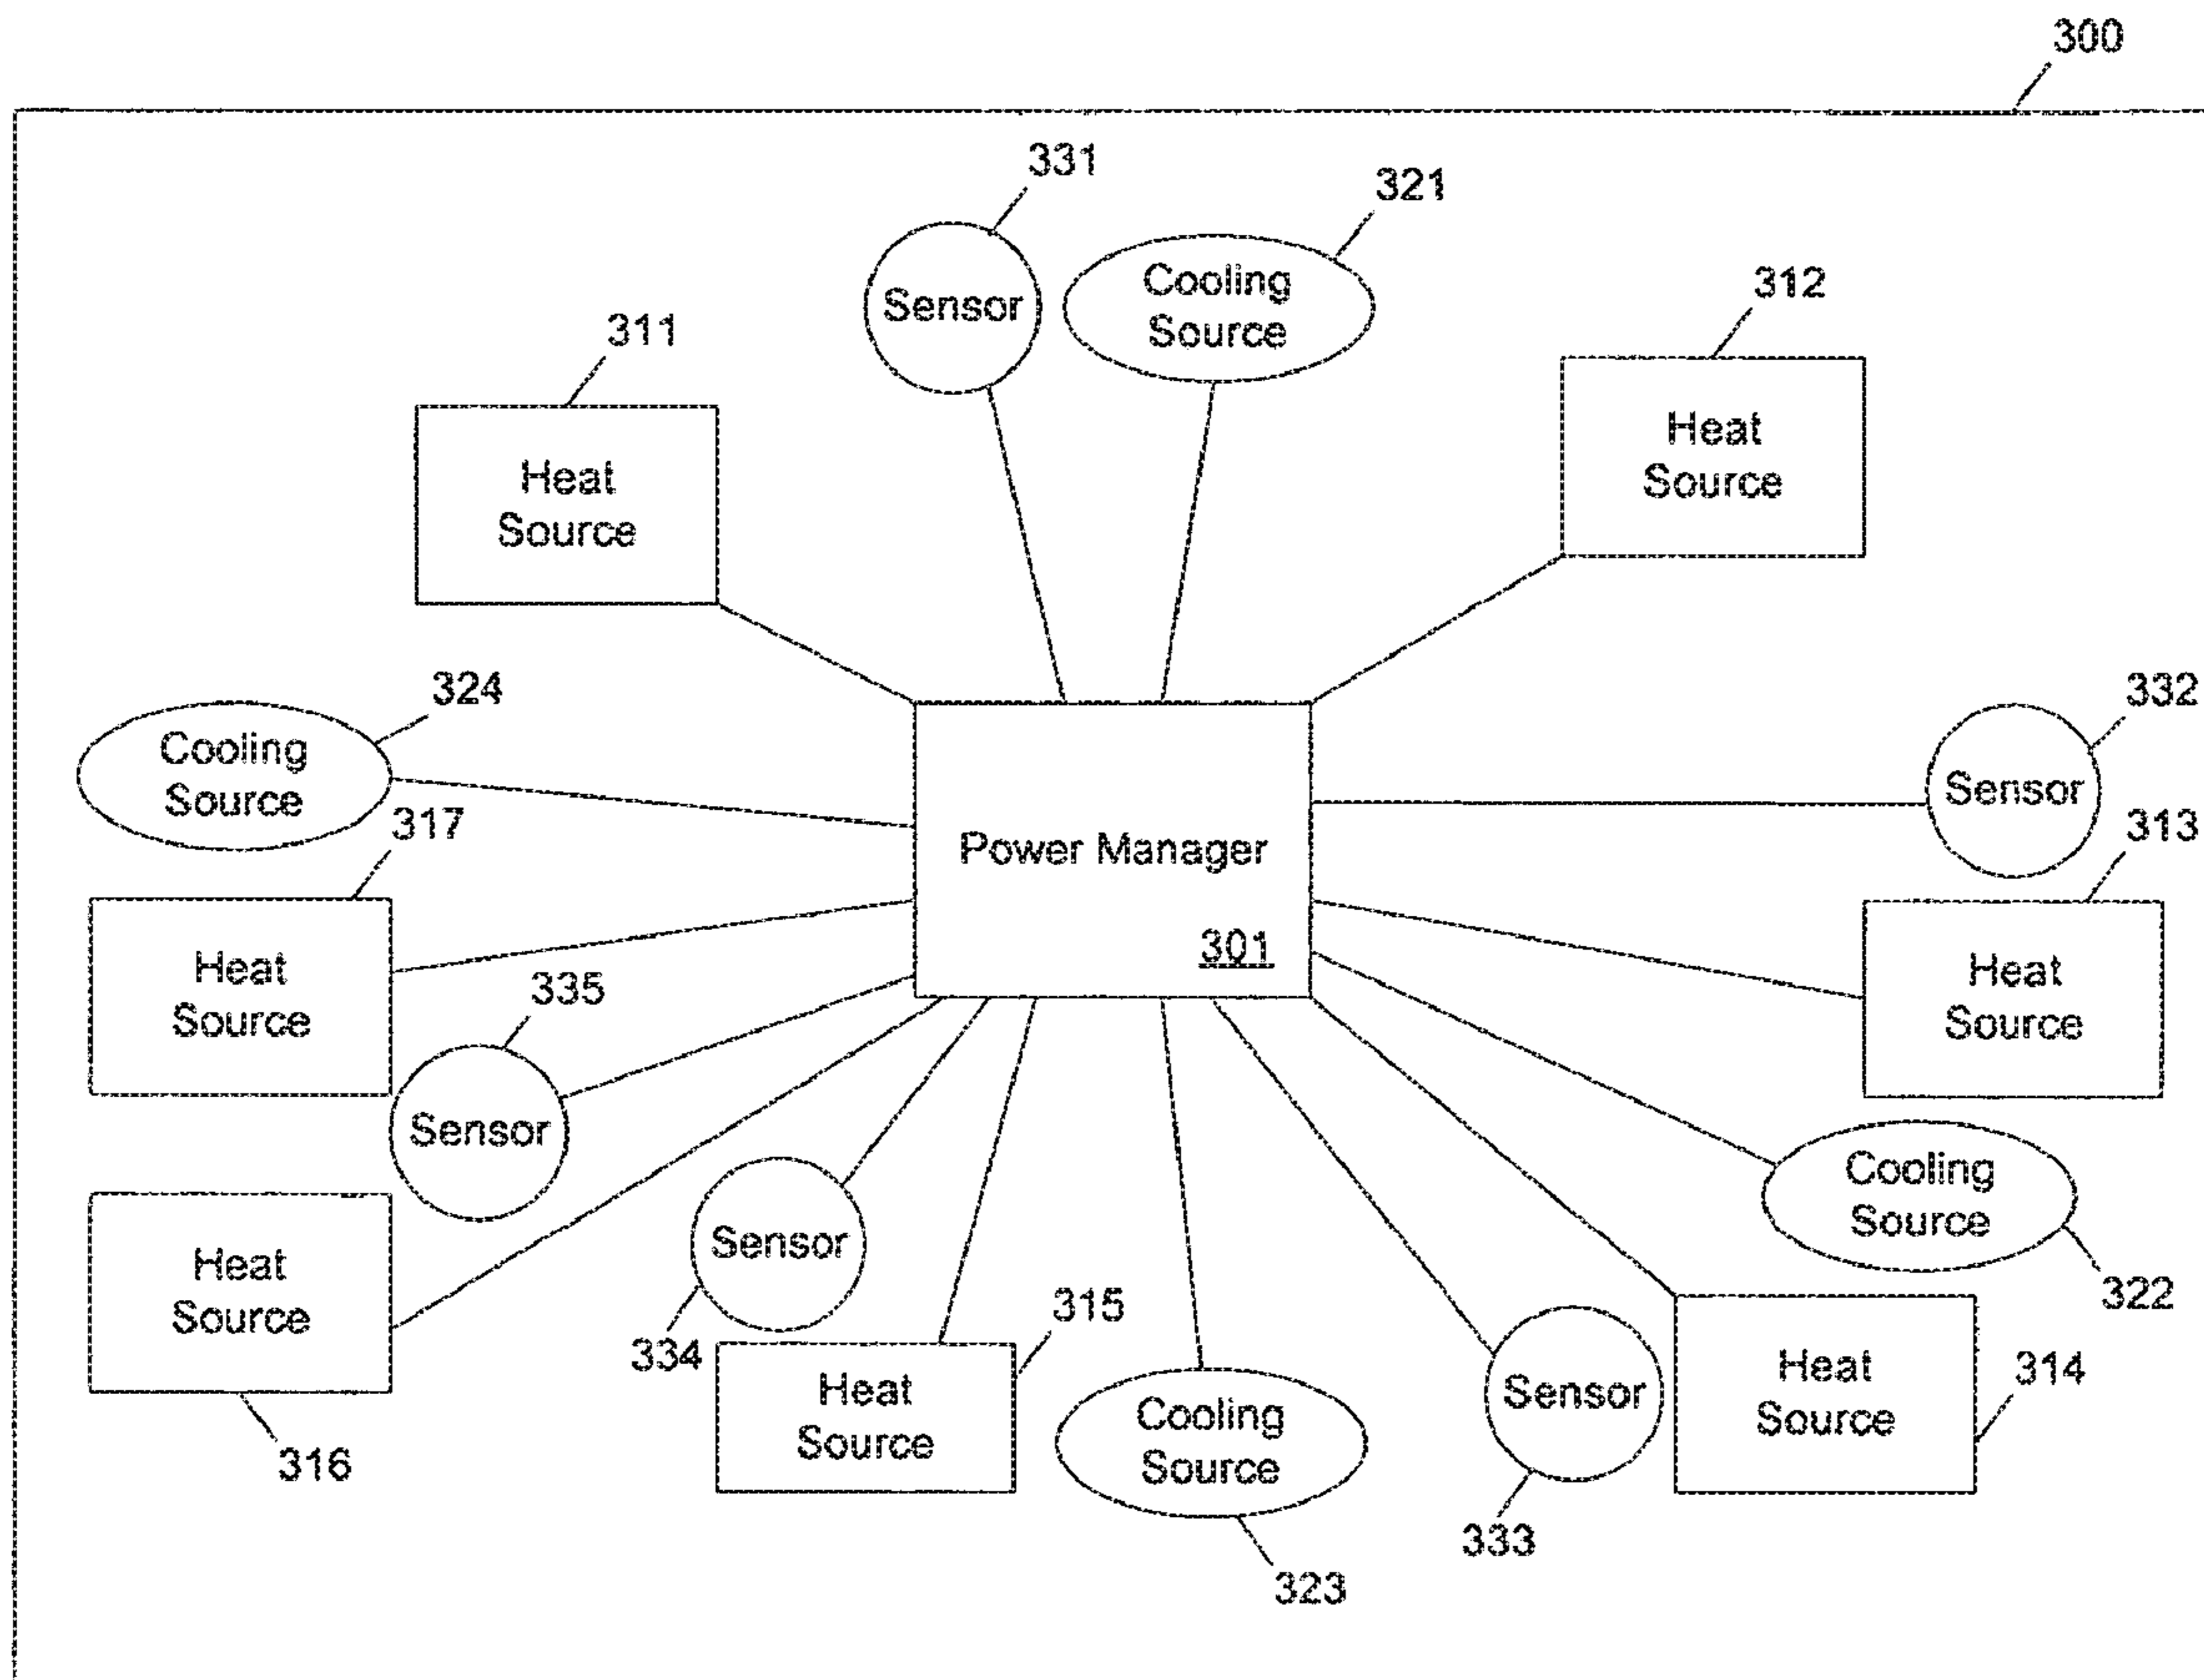 300
331
321
Sensor
Cooling
Source
312
311
Heat
Source
Heat
Source
324
332
Cooling
Source
Sensor
317
313
Power Manager
301
Heat
Source
335
Heat
Source
Sensor
Cooling
Source
Sensor
Heat
Source
334
315
322
316
Heat
Source
Cooling
Source
Sensor
Heat
Source
314
333
323